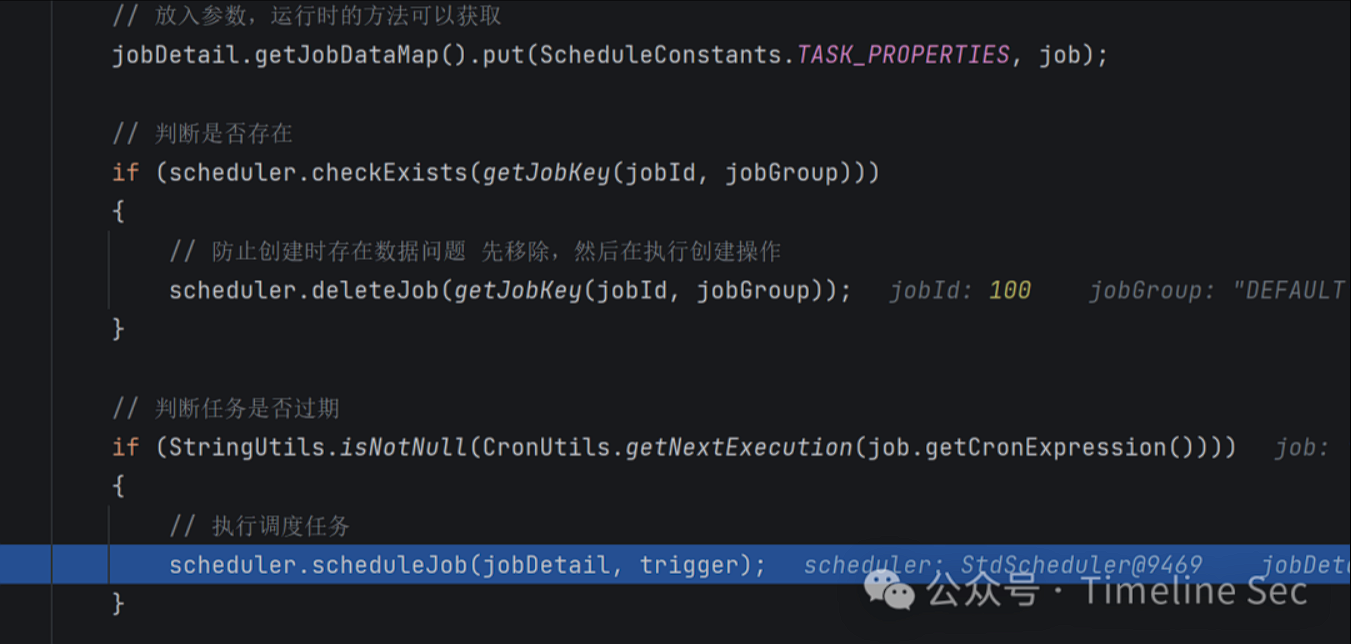 // 放入参数，运行时的方法可以获取
jobDetail.getJobDataMap().put(ScheduleConstants.TASK_PROPERTIES, job);
// 判断是否存在
if (scheduler.checkExists(getJobKey(jobId, jobGroup)))
{
// 防止创建时存在数据问题 先移除，然后在执行创建操作
scheduler.deleteJob(getJobKey(jobId, jobGroup)); jobId: 100 jobGroup: "DEFAULT
}
// 判断任务是否过期
if (StringUtils.isNotNull(CronUtils.getNextExecution(job.getCronExpression()))) job:
{
// 执行调度任务
scheduler.scheduleJob(jobDetail, trigger); scheduler: StdScheduler@9469 jobDet
公众号 · Timeline Sec
}